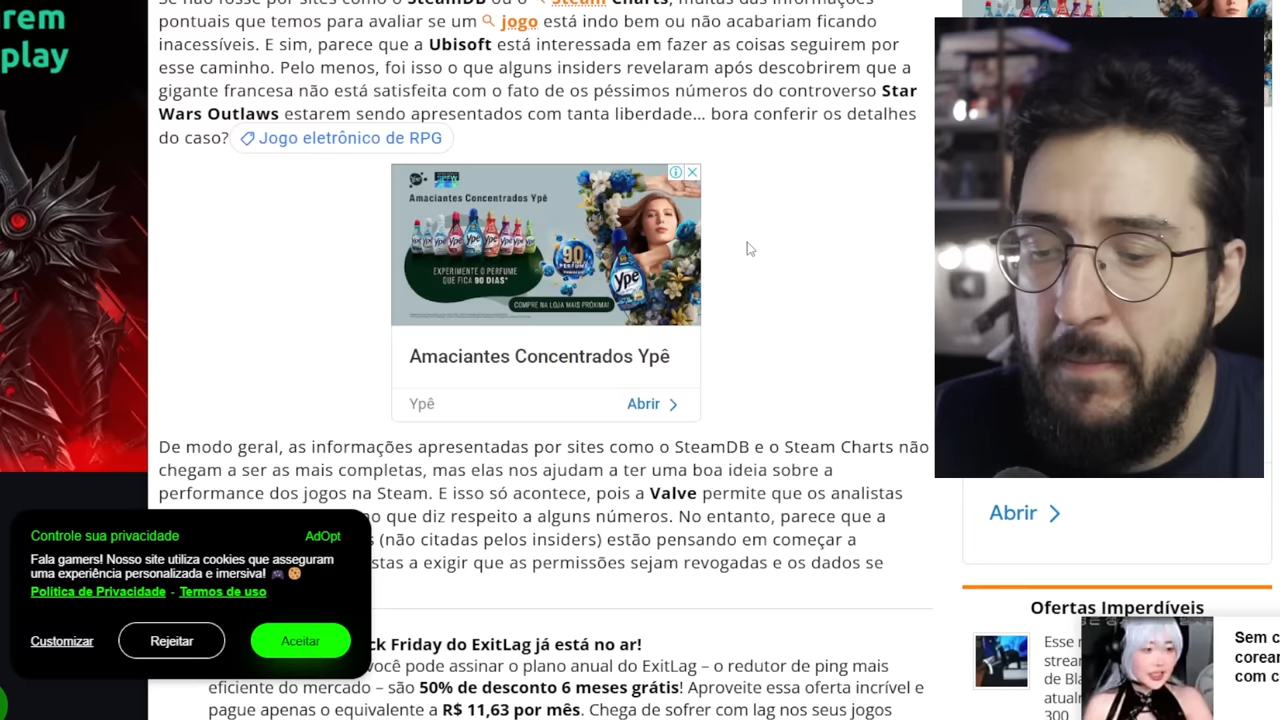 rem
play
Se não fosse por sites como o SteamDB ou o Steam Charts, muitas das informações
pontuais que temos para avaliar se um jogo está indo bem ou não acabariam ficando
inacessíveis. E sim, parece que a Ubisoft está interessada em fazer as coisas seguirem por
esse caminho. Pelo menos, foi isso o que alguns insiders revelaram após descobrirem que a
gigante francesa não está satisfeita com o fato de os péssimos números do controverso Star
Wars Outlaws estarem sendo apresentados com tanta liberdade... bora conferir os detalhes
do caso? Jogo eletrônico de RPG
Amaciantes Concentrados Ypê
EXPERIMENTE O PERFUME
QUE FICA 90 DIAS*
90
PERFUME
Ypê
COMPRE NA LOJA MAIS PRÓXIMA!
Amaciantes Concentrados Ypê
Ypê
Abrir
De modo geral, as informações apresentadas por sites como o SteamDB e o Steam Charts não
chegam a ser as mais completas, mas elas nos ajudam a ter uma boa ideia sobre a
performance dos jogos na Steam. E isso só acontece, pois a Valve permite que os analistas
no que diz respeito a alguns números. No entanto, parece que a
s (não citadas pelos insiders) estão pensando em começar a
stas a exigir que as permissões sejam revogadas e os dados se
Controle sua privacidade
AdOpt
Fala gamers! Nosso site utiliza cookies que asseguram
uma experiência personalizada e imersiva! 🎮 🍪
Política de Privacidade - Termos de uso
Customizar
Rejeitar
Aceitar
ck Friday do ExitLag já está no ar!
você pode assinar o plano anual do ExitLag – o redutor de ping mais
eficiente do mercado – são 50% de desconto 6 meses grátis! Aproveite essa oferta incrível e
pague apenas o equivalente a R$ 11,63 por mês. Chega de sofrer com lag nos seus jogos
Abrir
Ofertas Imperdíveis
Esse
strea
de Bla
atual
300
Sem c
corea
com c